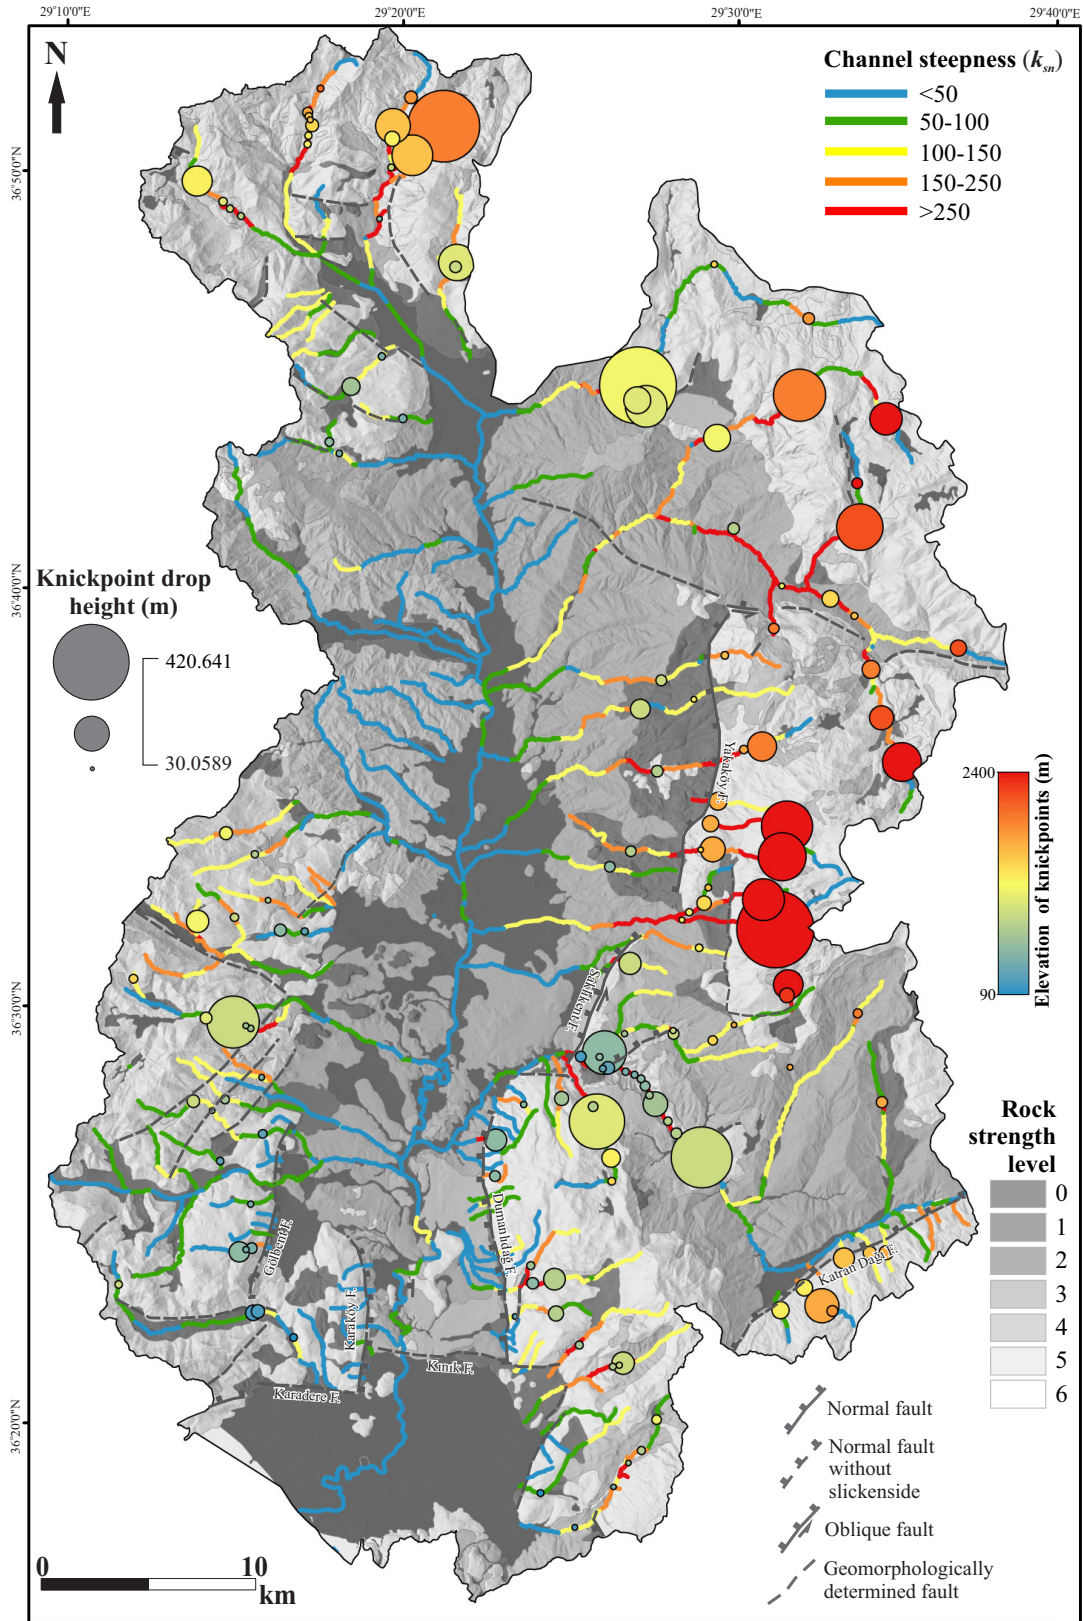 29°10'0"E
29°20'0"E
29°30'0"E
29°40'0"E
N
Channel steepness (ksn)
<50
50-100
100-150
150-250
>250
36°50'0"N
36°40'0"N
36°30'0"N
36°20'0"N
Knickpoint drop
height (m)
420.641
30.0589
Yakaköy F.
2400
90
Elevation of knickpoints (m)
Saklıkent F.
Dumanlıdağ F.
Gölbent F.
Karaköy F.
Kınık F.
Karadere F.
Katran Dağı F.
Rock
strength
level
0
1
2
3
4
5
6
Normal fault
Normal fault
without
slickenside
Oblique fault
Geomorphologically
determined fault
0
10
km